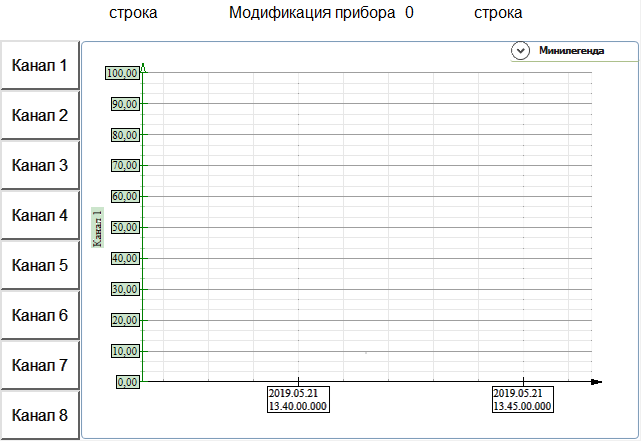 строка Модификация прибора 0 строка
Минилегенда
Канал 1
Канал 2
Канал 3
Канал 4
Канал 5
Канал 6
Канал 7
Канал 8
Канал 1
100,00
90,00
80,00
70,00
60,00
50,00
40,00
30,00
20,00
10,00
0,00
2019.05.21
13.40.00.000
2019.05.21
13.45.00.000